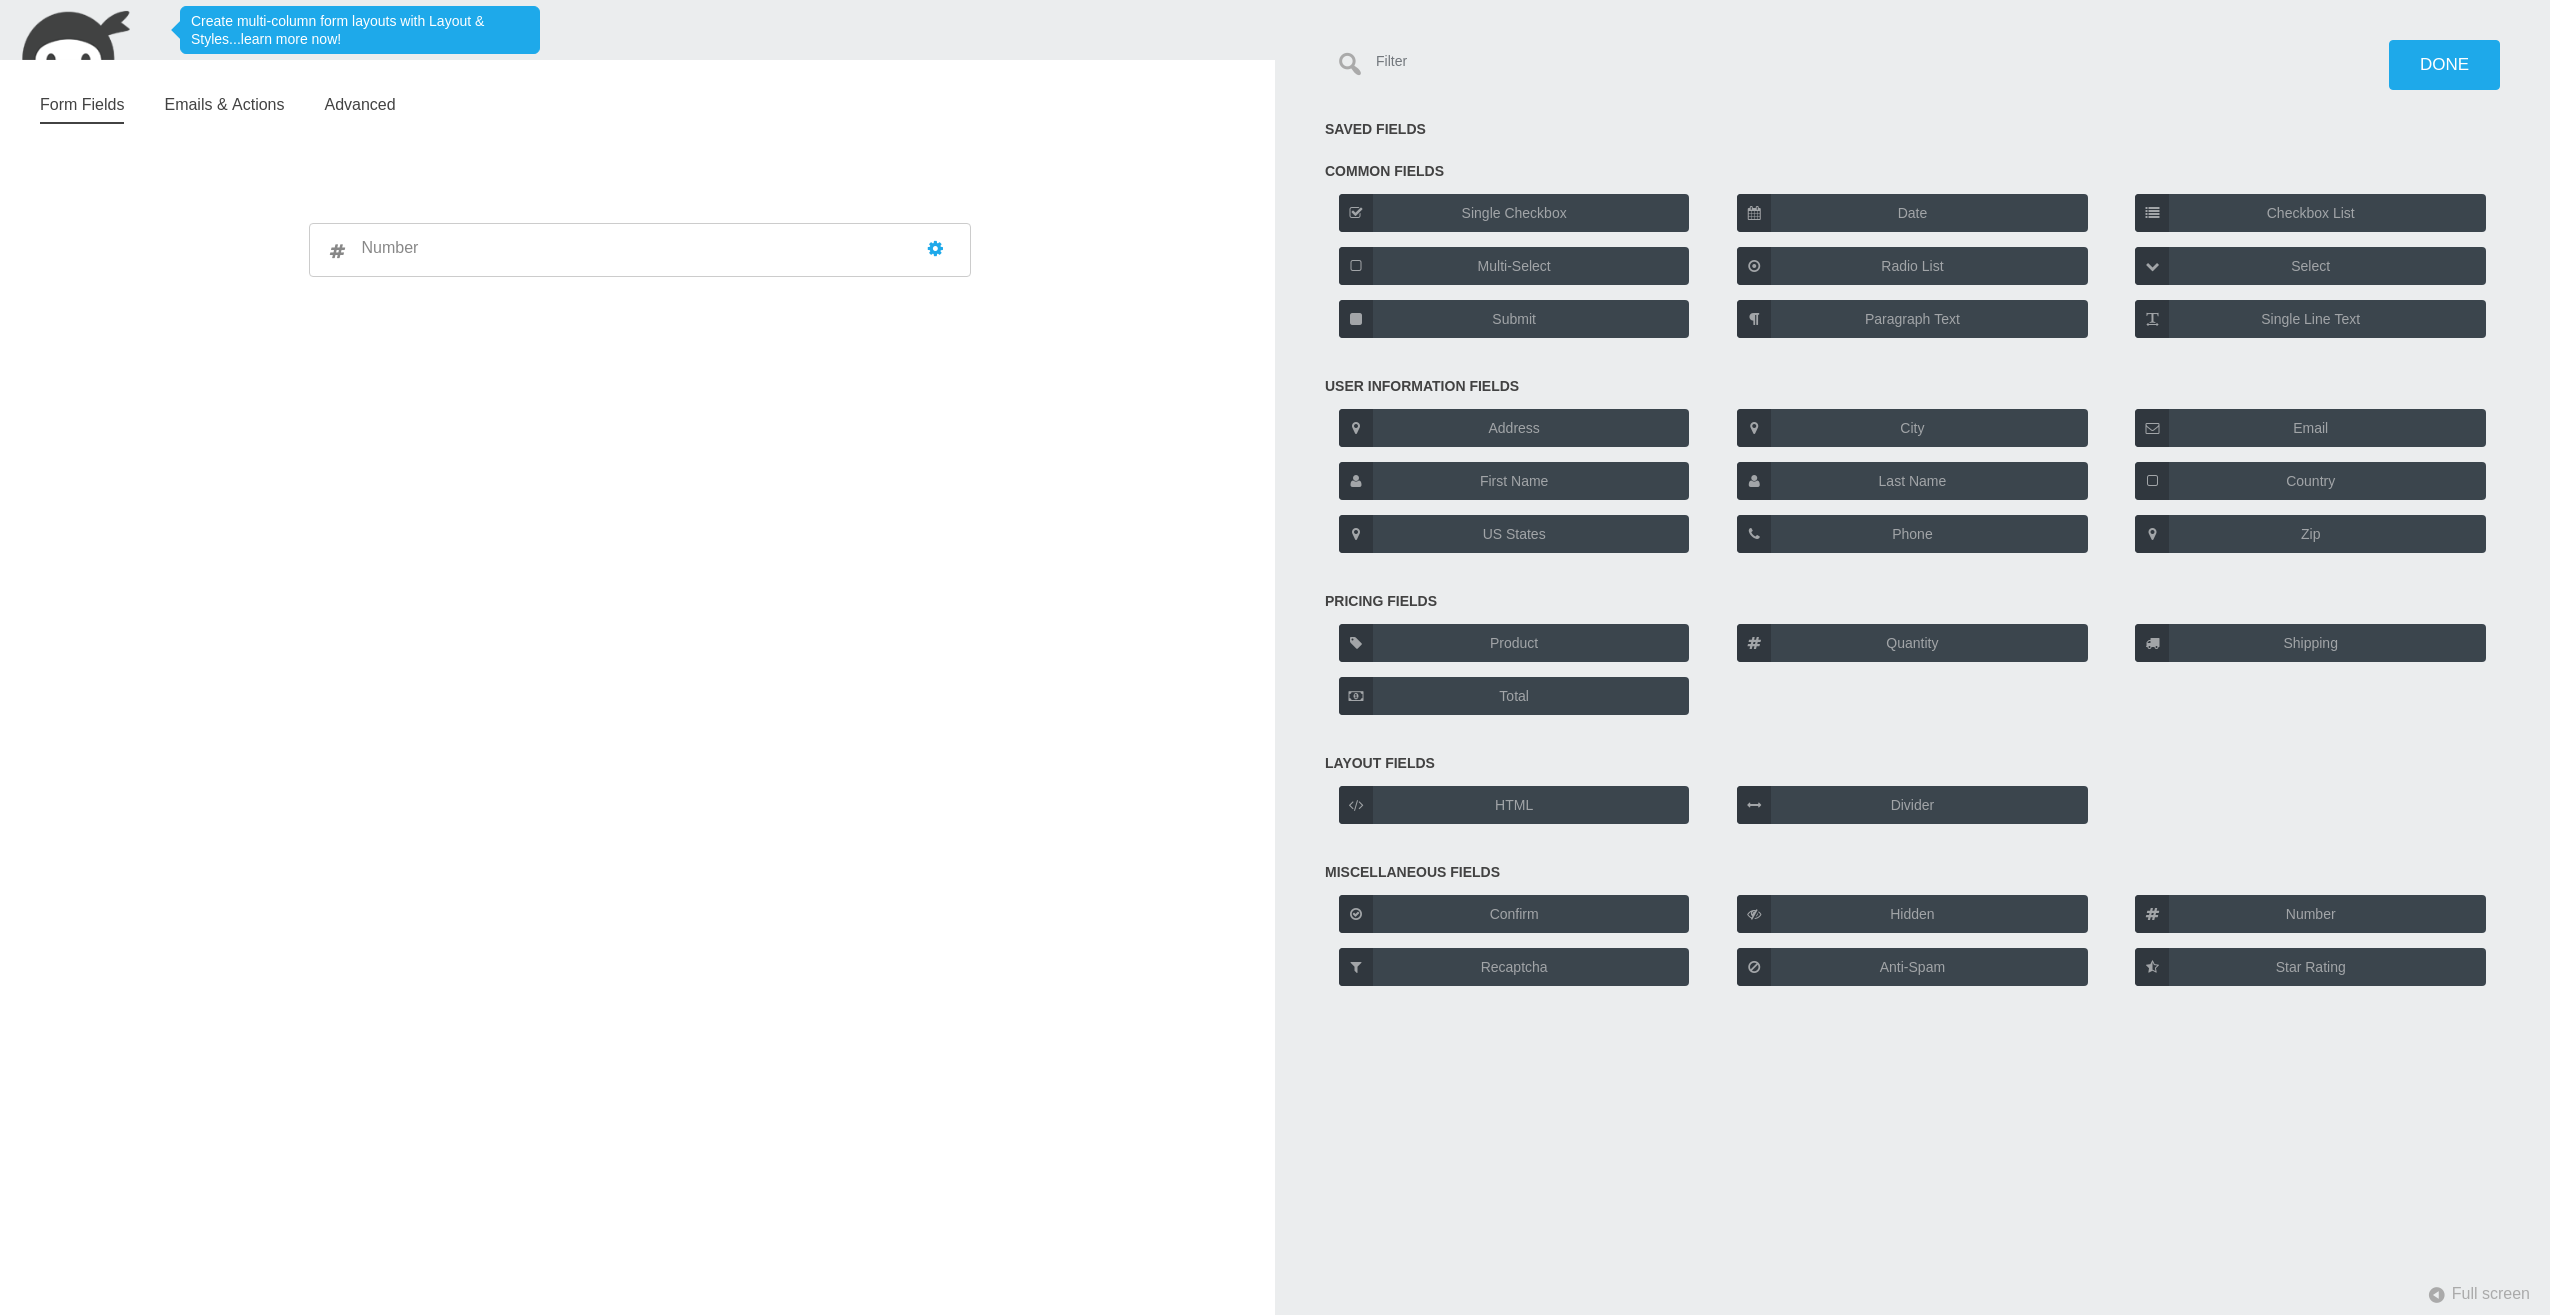 Create multi-column form layouts with Layout &
Styles...learn more now!
Filter
DONE
Form Fields
Emails & Actions
Advanced
Number
SAVED FIELDS
COMMON FIELDS
Single Checkbox
Date
Checkbox List
Multi-Select
Radio List
Select
Submit
Paragraph Text
Single Line Text
USER INFORMATION FIELDS
Address
City
Email
First Name
Last Name
Country
US States
Phone
Zip
PRICING FIELDS
Product
Quantity
Shipping
Total
LAYOUT FIELDS
HTML
Divider
MISCELLANEOUS FIELDS
Confirm
Hidden
Number
Recaptcha
Anti-Spam
Star Rating
Full screen